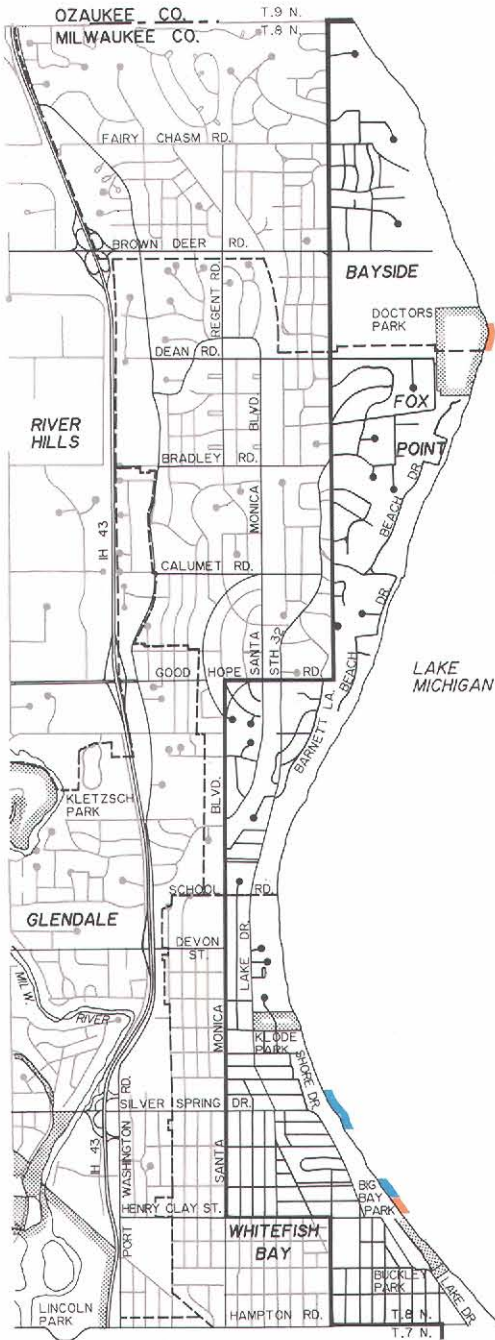 OZAUKEE CO. T.9 N.
MILWAUKEE CO. T.8 N.
FAIRY CHASM RD.
BROWN DEER RD.
REGENT RD.
BAYSIDE
DOCTORS
PARK
DEAN RD.
FOX
POINT
RIVER
HILLS
BLVD.
BRADLEY RD.
BEACH DR.
IH 43
MONICA
CALUMET RD.
SANTA
STH 32
GOOD HOPE RD.
BEACH DR.
LAKE
MICHIGAN
BARNETT LA.
KLETZSCH
PARK
BLVD.
SCHOOL RD.
GLENDALE
DEVON
ST.
LAKE DR.
MILW.
RIVER
MONICA
KLODE
PARK
SHORE DR.
SILVER SPRING DR.
IH 43
PORT WASHINGTON RD.
SANTA
BIG
BAY
PARK
HENRY CLAY ST.
WHITEFISH
BAY
BUCKLEY
PARK
LAKE DR.
LINCOLN
PARK
HAMPTON RD.
T.8 N.
T.7 N.